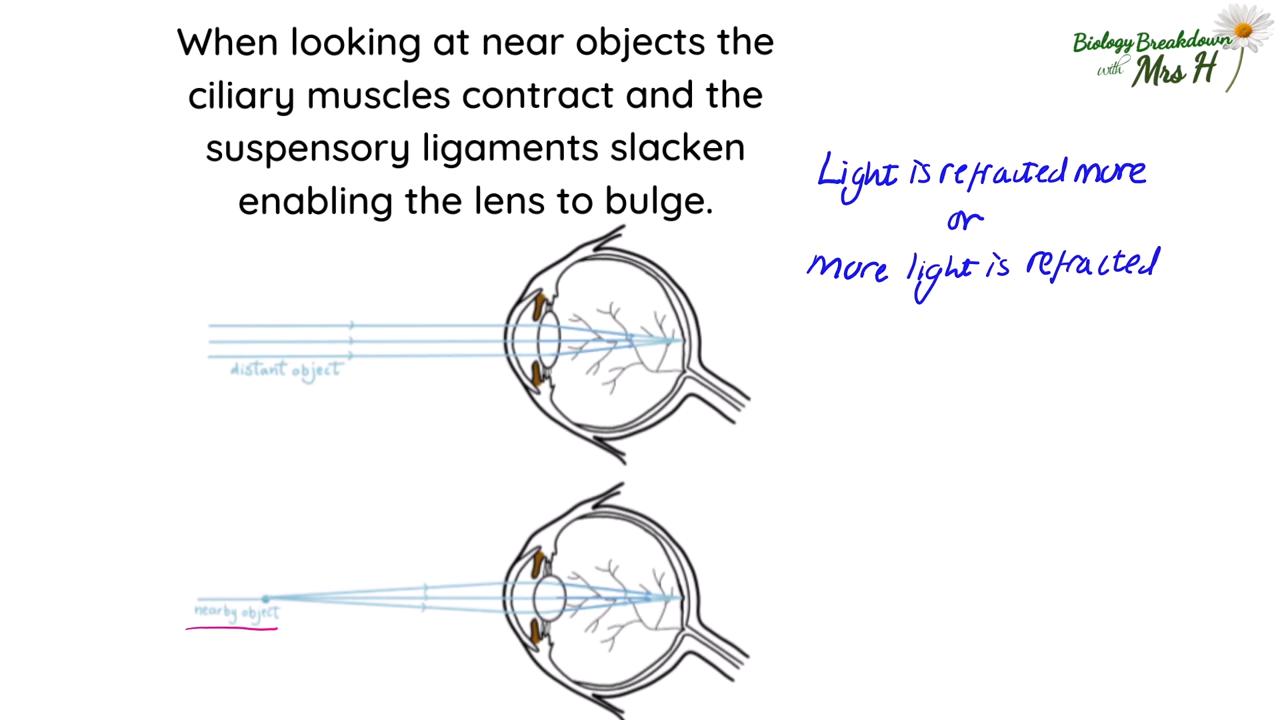 When looking at near objects the
ciliary muscles contract and the
suspensory ligaments slacken
enabling the lens to bulge.
Biology Breakdown
with Mrs H
Light is refracted more
or
more light is refracted
distant object
nearby object